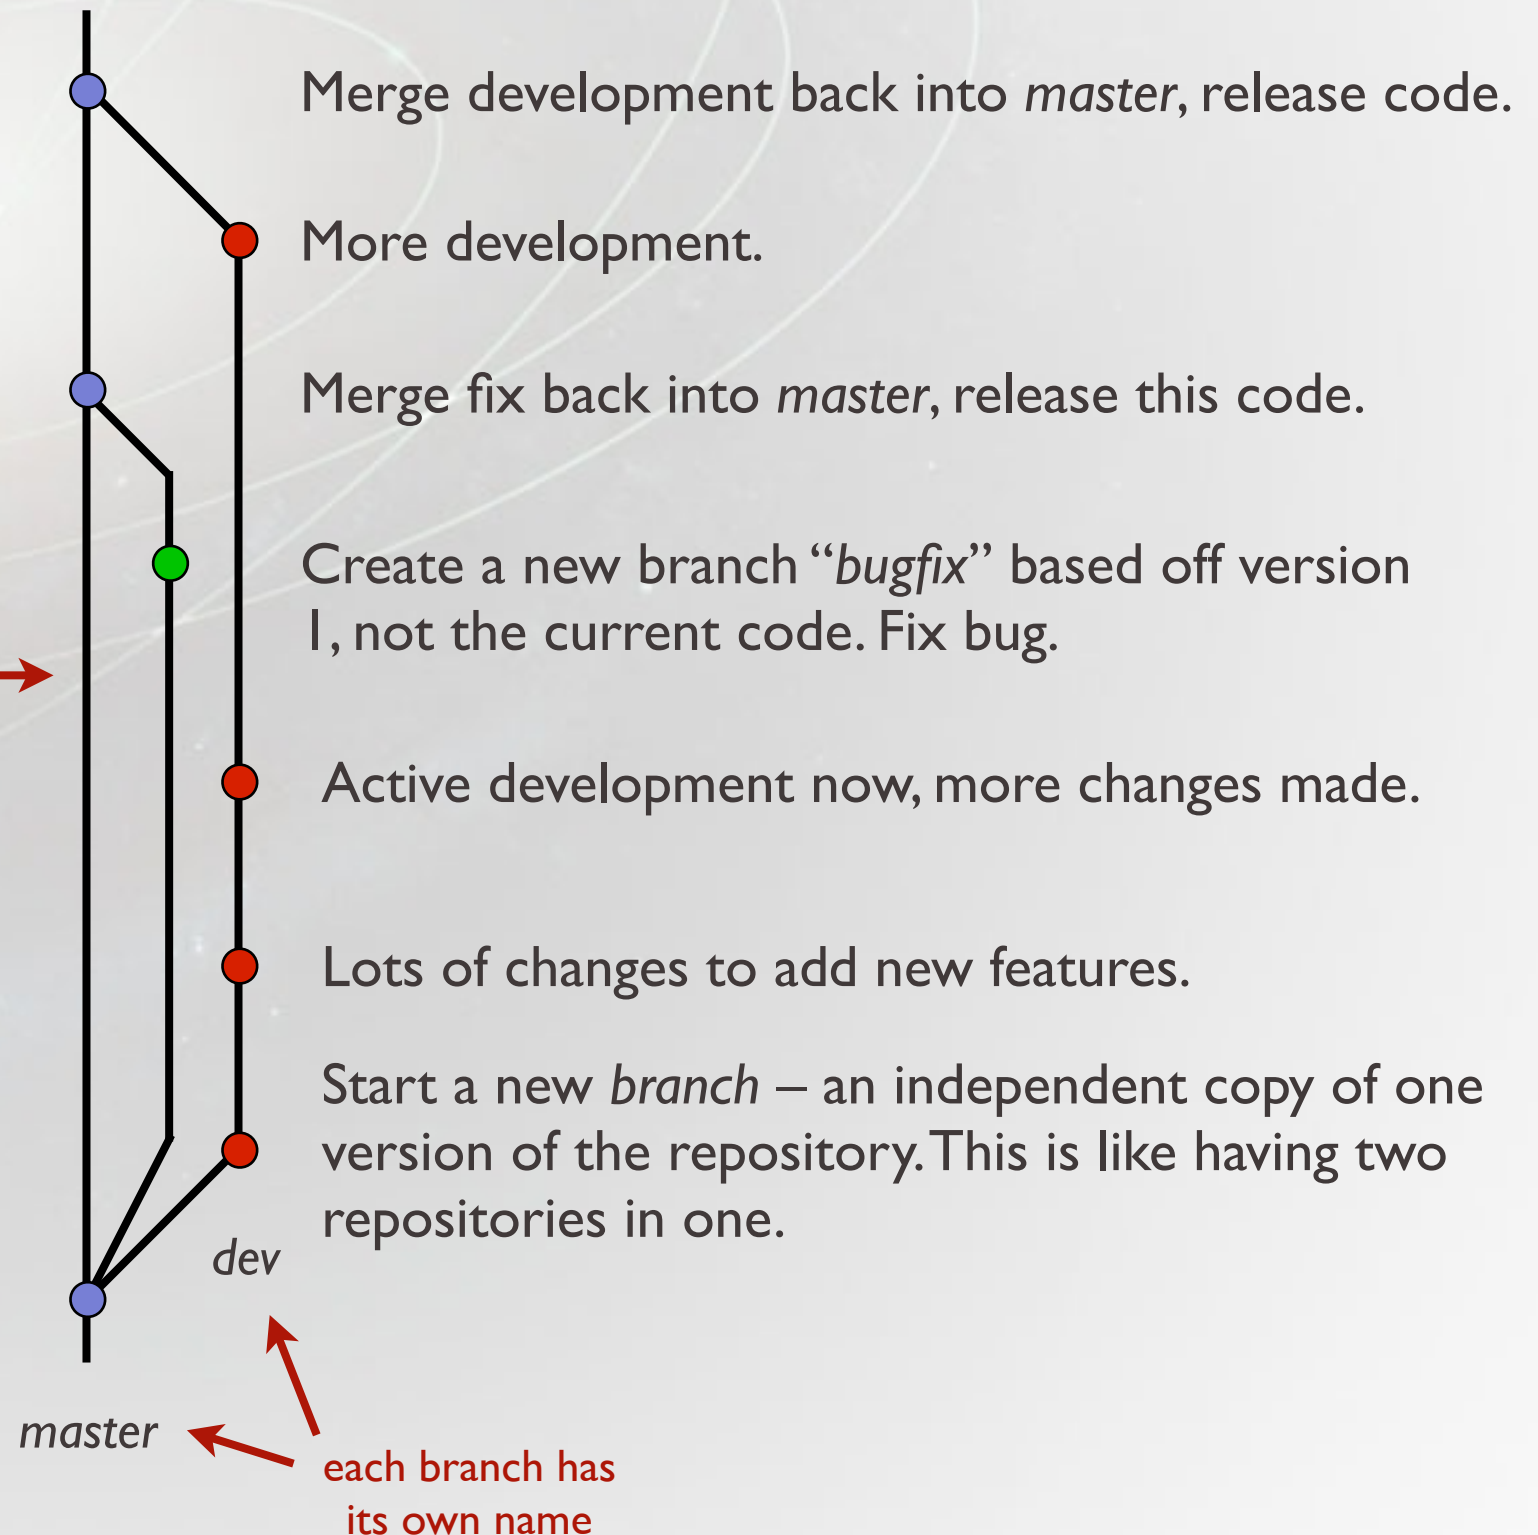 Merge development back into master, release code.
More development.
Merge fix back into master, release this code.
Create a new branch “bugfix” based off version
1, not the current code. Fix bug.
Active development now, more changes made.
Lots of changes to add new features.
Start a new branch – an independent copy of one
version of the repository. This is like having two
repositories in one.
dev
master
each branch has
its own name